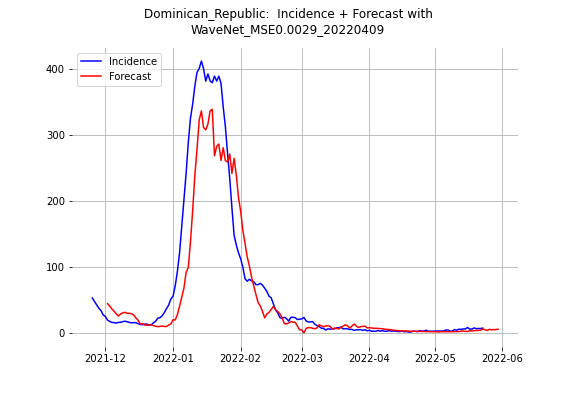 Dominican_Republic:  Incidence + Forecast with
WaveNet_MSE0.0029_20220409
Incidence
Forecast
400
300
200
100
0
2021-12 2022-01 2022-02 2022-03 2022-04 2022-05 2022-06